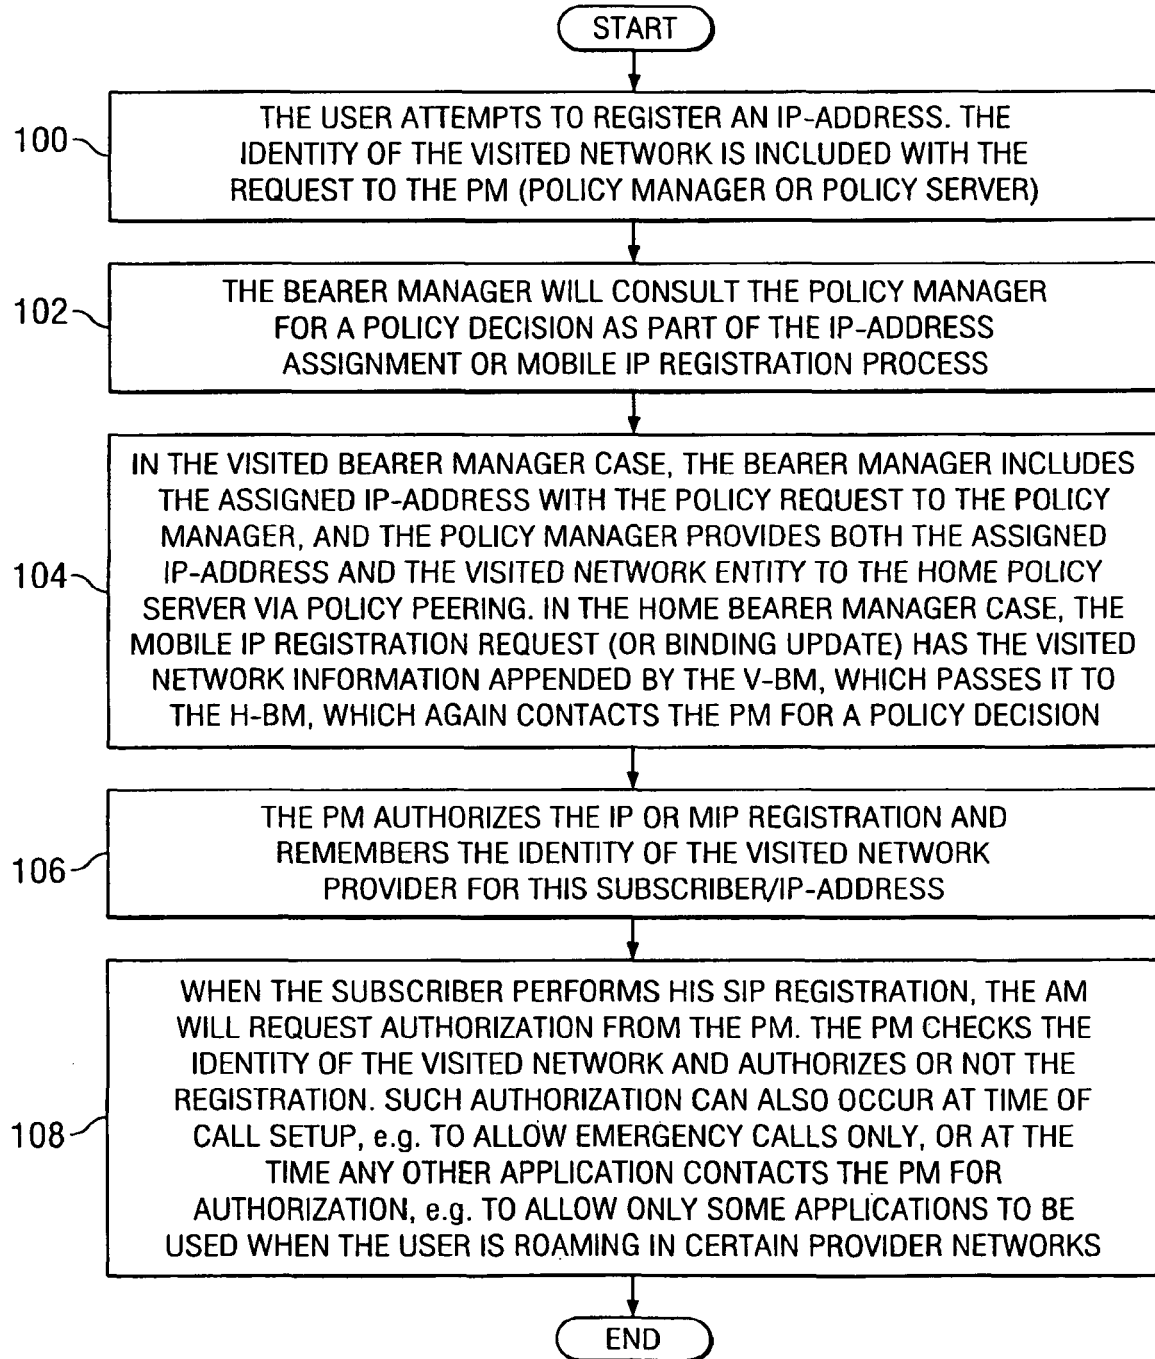 START
100
THE USER ATTEMPTS TO REGISTER AN IP-ADDRESS. THE
IDENTITY OF THE VISITED NETWORK IS INCLUDED WITH THE
REQUEST TO THE PM (POLICY MANAGER OR POLICY SERVER)
102
THE BEARER MANAGER WILL CONSULT THE POLICY MANAGER
FOR A POLICY DECISION AS PART OF THE IP-ADDRESS
ASSIGNMENT OR MOBILE IP REGISTRATION PROCESS
104
IN THE VISITED BEARER MANAGER CASE, THE BEARER MANAGER INCLUDES
THE ASSIGNED IP-ADDRESS WITH THE POLICY REQUEST TO THE POLICY
MANAGER, AND THE POLICY MANAGER PROVIDES BOTH THE ASSIGNED
IP-ADDRESS AND THE VISITED NETWORK ENTITY TO THE HOME POLICY
SERVER VIA POLICY PEERING. IN THE HOME BEARER MANAGER CASE, THE
MOBILE IP REGISTRATION REQUEST (OR BINDING UPDATE) HAS THE VISITED
NETWORK INFORMATION APPENDED BY THE V-BM, WHICH PASSES IT TO
THE H-BM, WHICH AGAIN CONTACTS THE PM FOR A POLICY DECISION
106
THE PM AUTHORIZES THE IP OR MIP REGISTRATION AND
REMEMBERS THE IDENTITY OF THE VISITED NETWORK
PROVIDER FOR THIS SUBSCRIBER/IP-ADDRESS
108
WHEN THE SUBSCRIBER PERFORMS HIS SIP REGISTRATION, THE AM
WILL REQUEST AUTHORIZATION FROM THE PM. THE PM CHECKS THE
IDENTITY OF THE VISITED NETWORK AND AUTHORIZES OR NOT THE
REGISTRATION. SUCH AUTHORIZATION CAN ALSO OCCUR AT TIME OF
CALL SETUP, e.g. TO ALLOW EMERGENCY CALLS ONLY, OR AT THE
TIME ANY OTHER APPLICATION CONTACTS THE PM FOR
AUTHORIZATION, e.g. TO ALLOW ONLY SOME APPLICATIONS TO BE
USED WHEN THE USER IS ROAMING IN CERTAIN PROVIDER NETWORKS
END